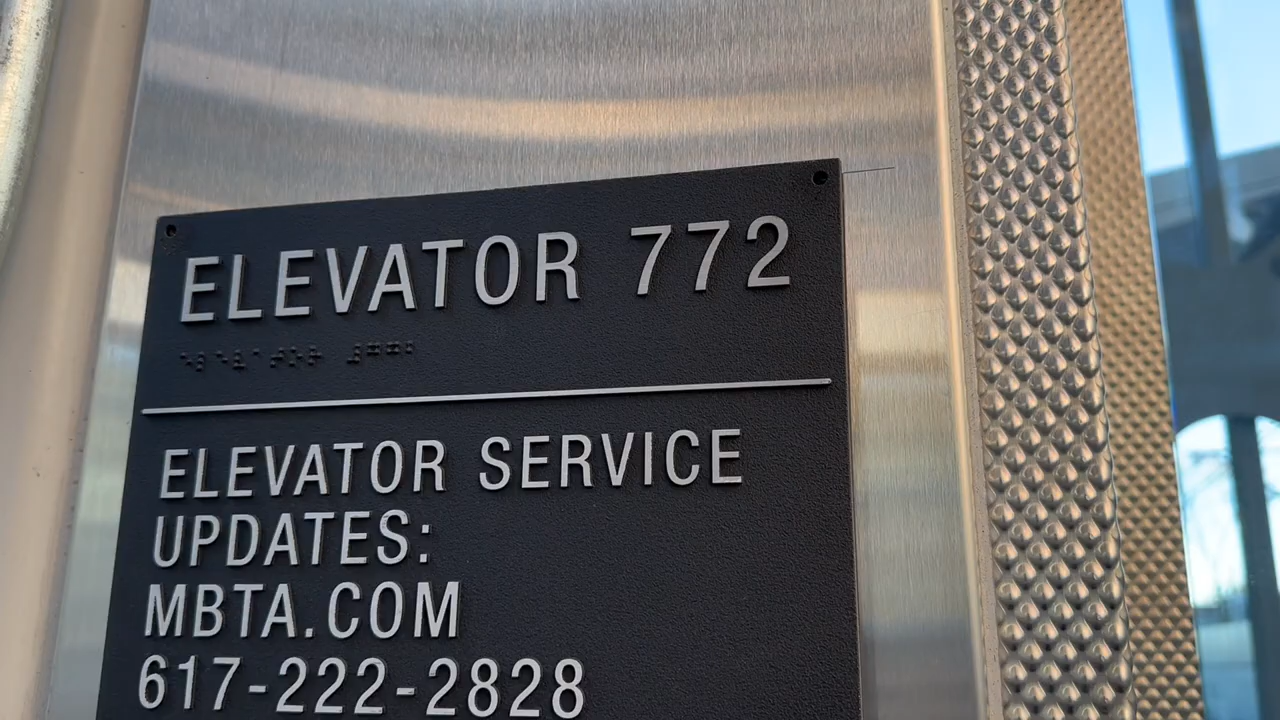 ELEVATOR 772
ELEVATOR SERVICE
UPDATES:
MBTA.COM
617-222-2828